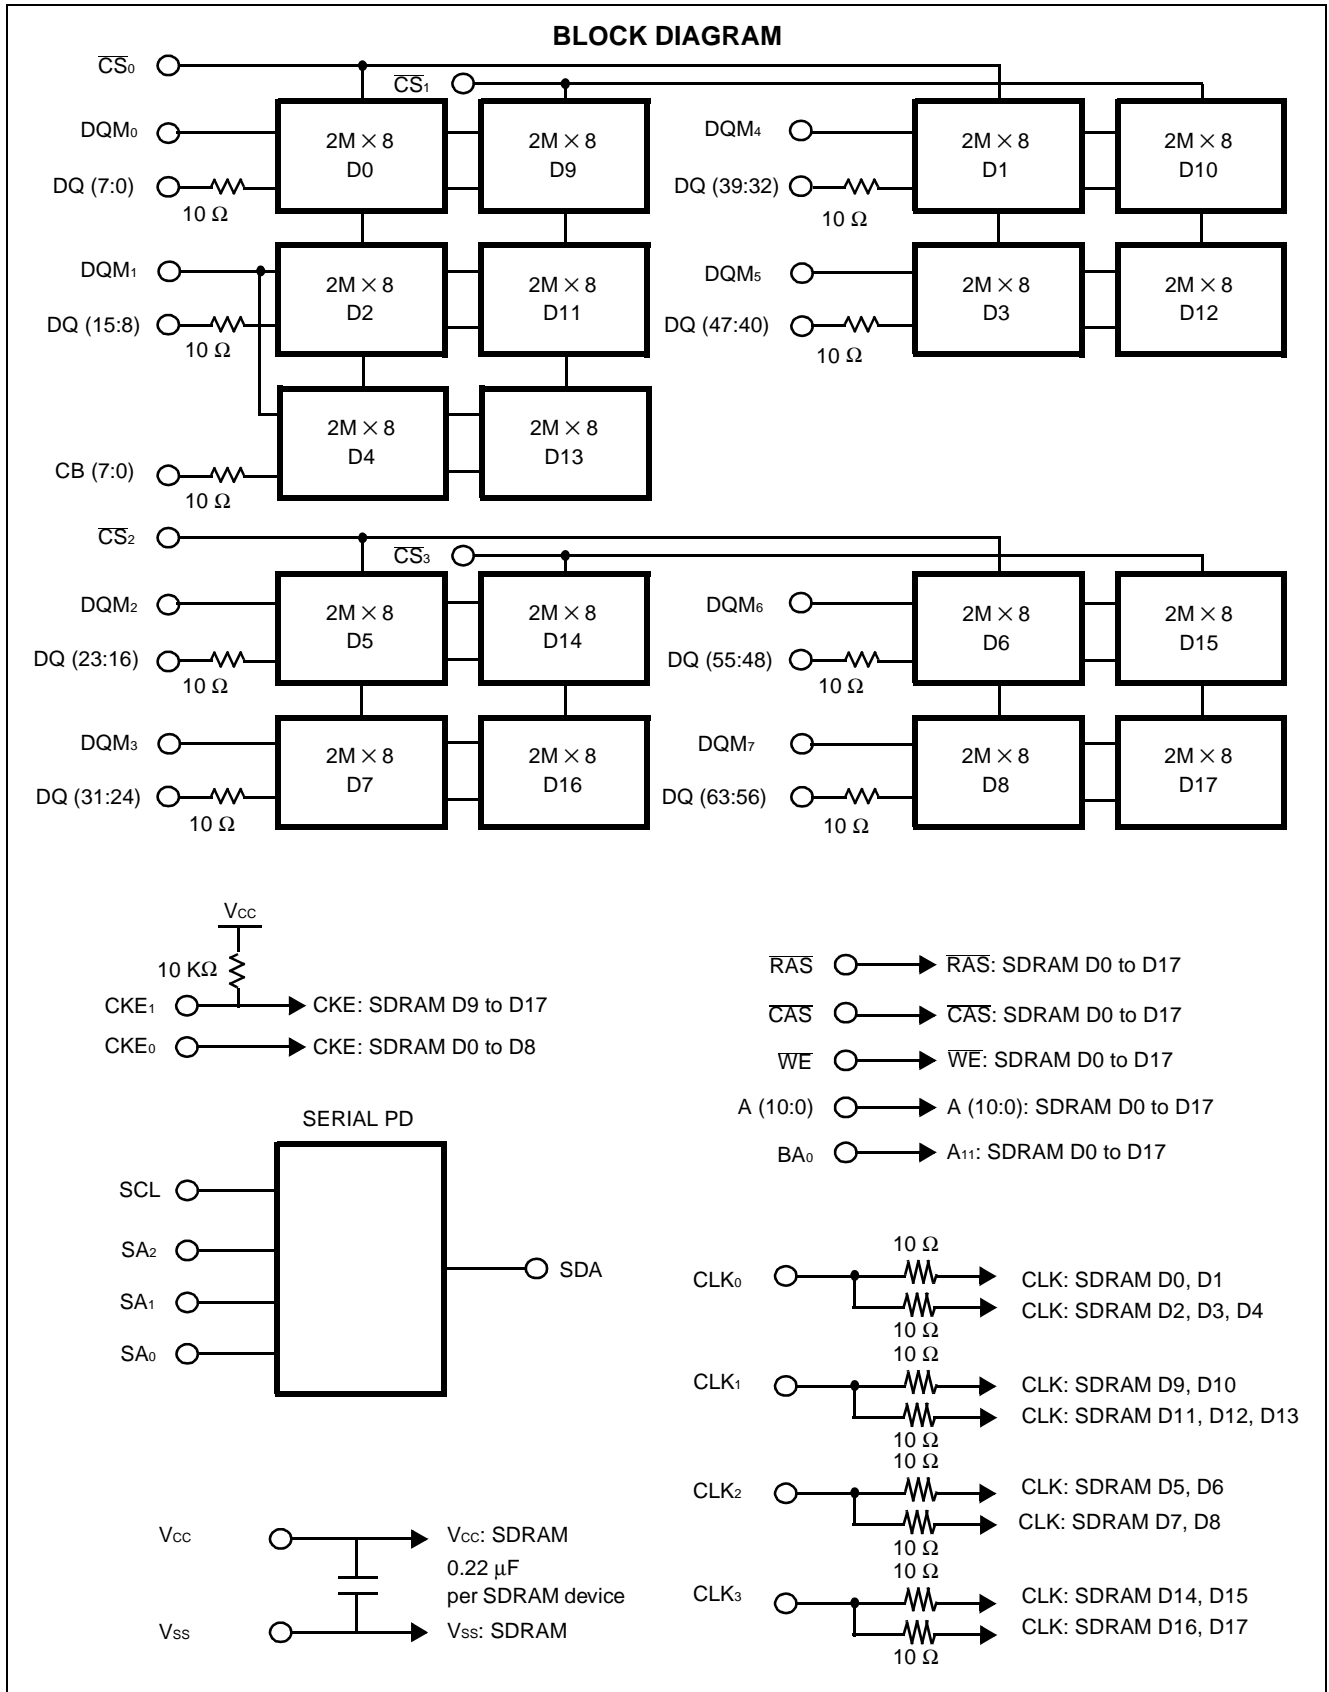 BLOCK DIAGRAM
CS0
CS1
DQM0
2M × 8
D0
2M × 8
D9
DQM4
2M × 8
D1
2M × 8
D10
DQ (7:0)
10 Ω
DQ (39:32)
10 Ω
DQM1
2M × 8
D2
2M × 8
D11
DQM5
2M × 8
D3
2M × 8
D12
DQ (15:8)
10 Ω
DQ (47:40)
10 Ω
2M × 8
D4
2M × 8
D13
CB (7:0)
10 Ω
CS2
CS3
DQM2
2M × 8
D5
2M × 8
D14
DQM6
2M × 8
D6
2M × 8
D15
DQ (23:16)
10 Ω
DQ (55:48)
10 Ω
DQM3
2M × 8
D7
2M × 8
D16
DQM7
2M × 8
D8
2M × 8
D17
DQ (31:24)
10 Ω
DQ (63:56)
10 Ω
VCC
10 KΩ
CKE1
CKE: SDRAM D9 to D17
CKE0
CKE: SDRAM D0 to D8
RAS
RAS: SDRAM D0 to D17
CAS
CAS: SDRAM D0 to D17
WE
WE: SDRAM D0 to D17
A (10:0)
A (10:0): SDRAM D0 to D17
BA0
A11: SDRAM D0 to D17
SERIAL PD
SCL
SA2
SA1
SA0
SDA
CLK0
10 Ω
CLK: SDRAM D0, D1
CLK: SDRAM D2, D3, D4
10 Ω
CLK1
10 Ω
CLK: SDRAM D9, D10
CLK: SDRAM D11, D12, D13
10 Ω
CLK2
10 Ω
CLK: SDRAM D5, D6
CLK: SDRAM D7, D8
10 Ω
CLK3
10 Ω
CLK: SDRAM D14, D15
CLK: SDRAM D16, D17
10 Ω
VCC
VCC: SDRAM
0.22 µF
per SDRAM device
VSS
VSS: SDRAM